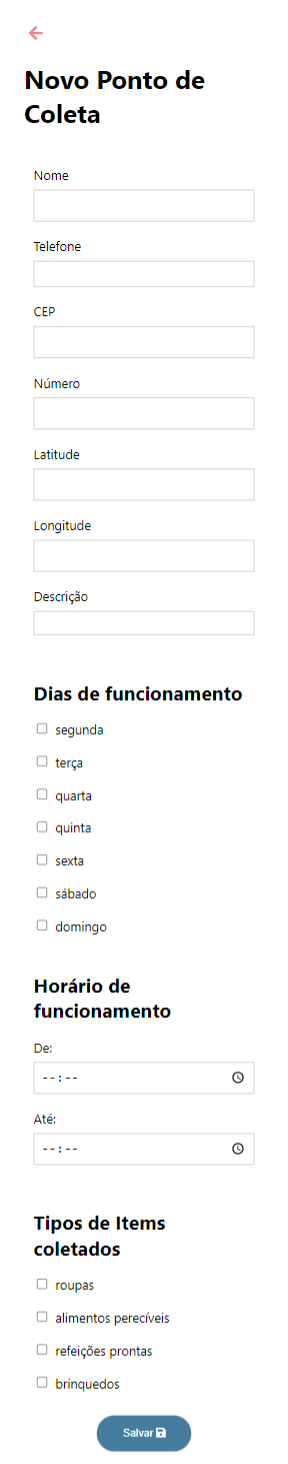 Novo Ponto de
Coleta
Nome
Telefone
CEP
Número
Latitude
Longitude
Descrição
Dias de funcionamento
segunda
terça
quarta
quinta
sexta
sábado
domingo
Horário de
funcionamento
De:
--:--
Até:
--:--
Tipos de Items
coletados
roupas
alimentos perecíveis
refeições prontas
brinquedos
Salvar